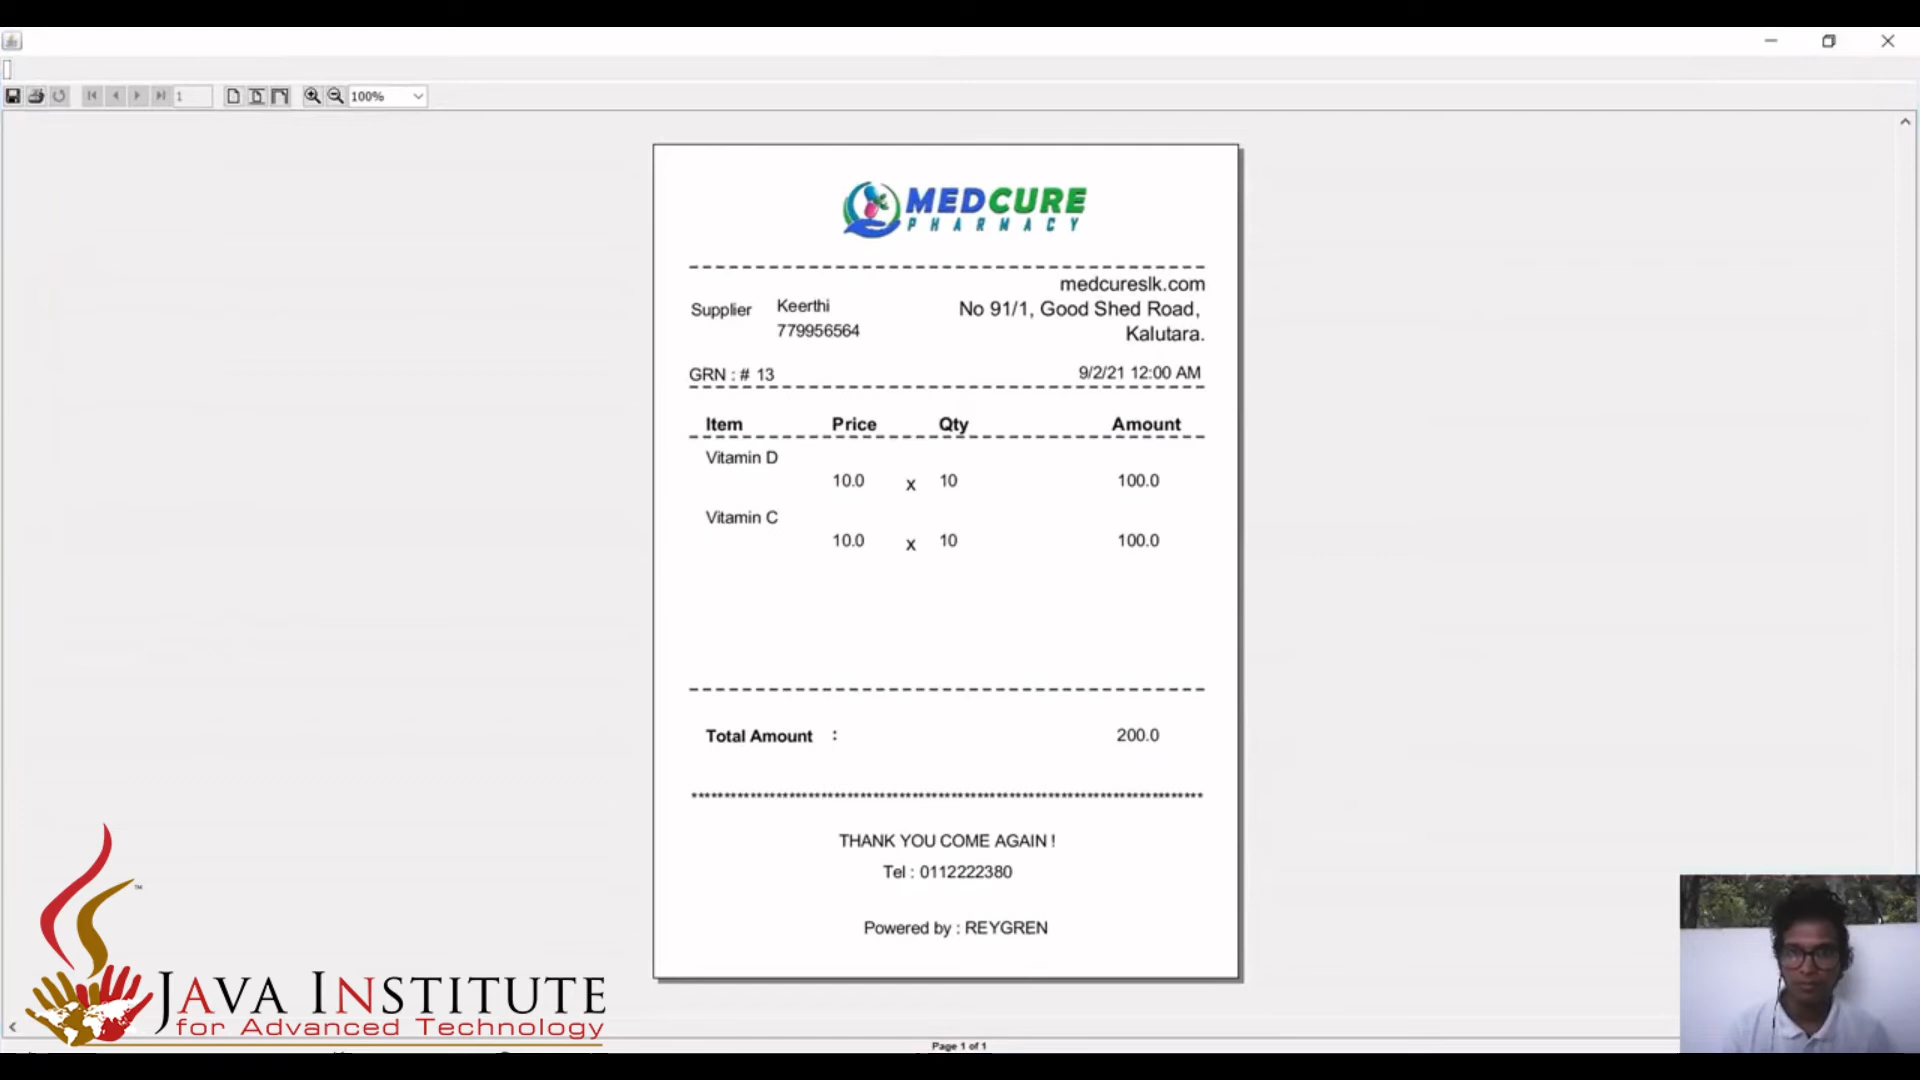 1
100%
MEDCURE
PHARMACY
medcureslk.com
Supplier Keerthi No 91/1, Good Shed Road,
779956564 Kalutara.
GRN : # 13 9/2/21 12:00 AM
Item Price Qty Amount
Vitamin D
10.0 x 10 100.0
Vitamin C
10.0 x 10 100.0
Total Amount : 200.0
********************************************************************************
THANK YOU COME AGAIN !
Tel : 0112222380
Powered by : REYGREN
TM
JAVA INSTITUTE
for Advanced Technology
Page 1 of 1